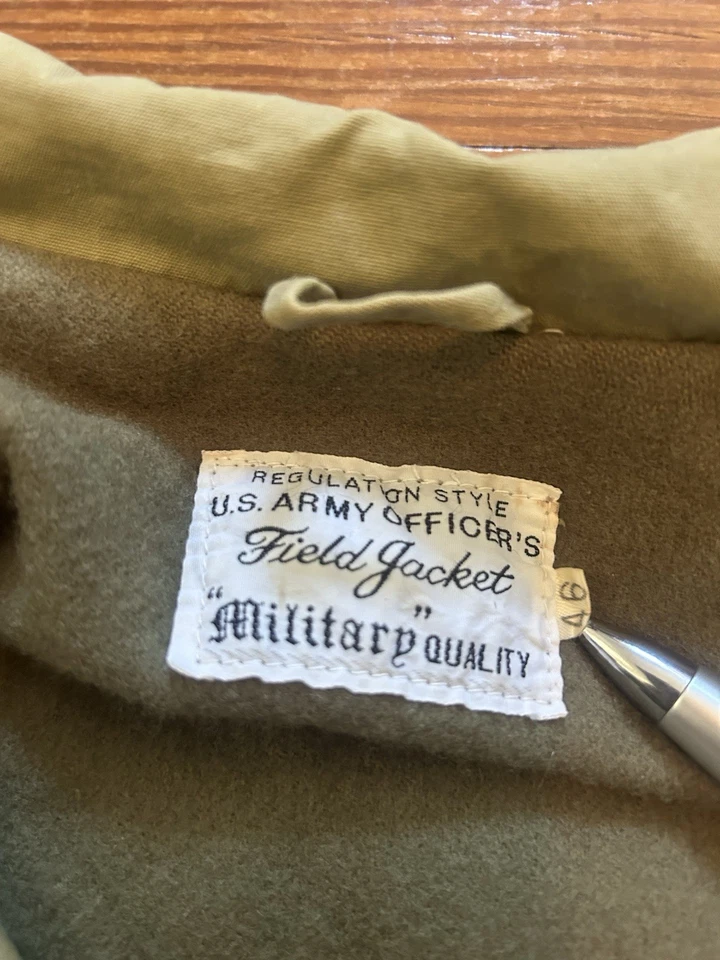 REGULATION STYLE
U.S. ARMY OFFICER'S
Field Jacket
"Military" QUALITY
46